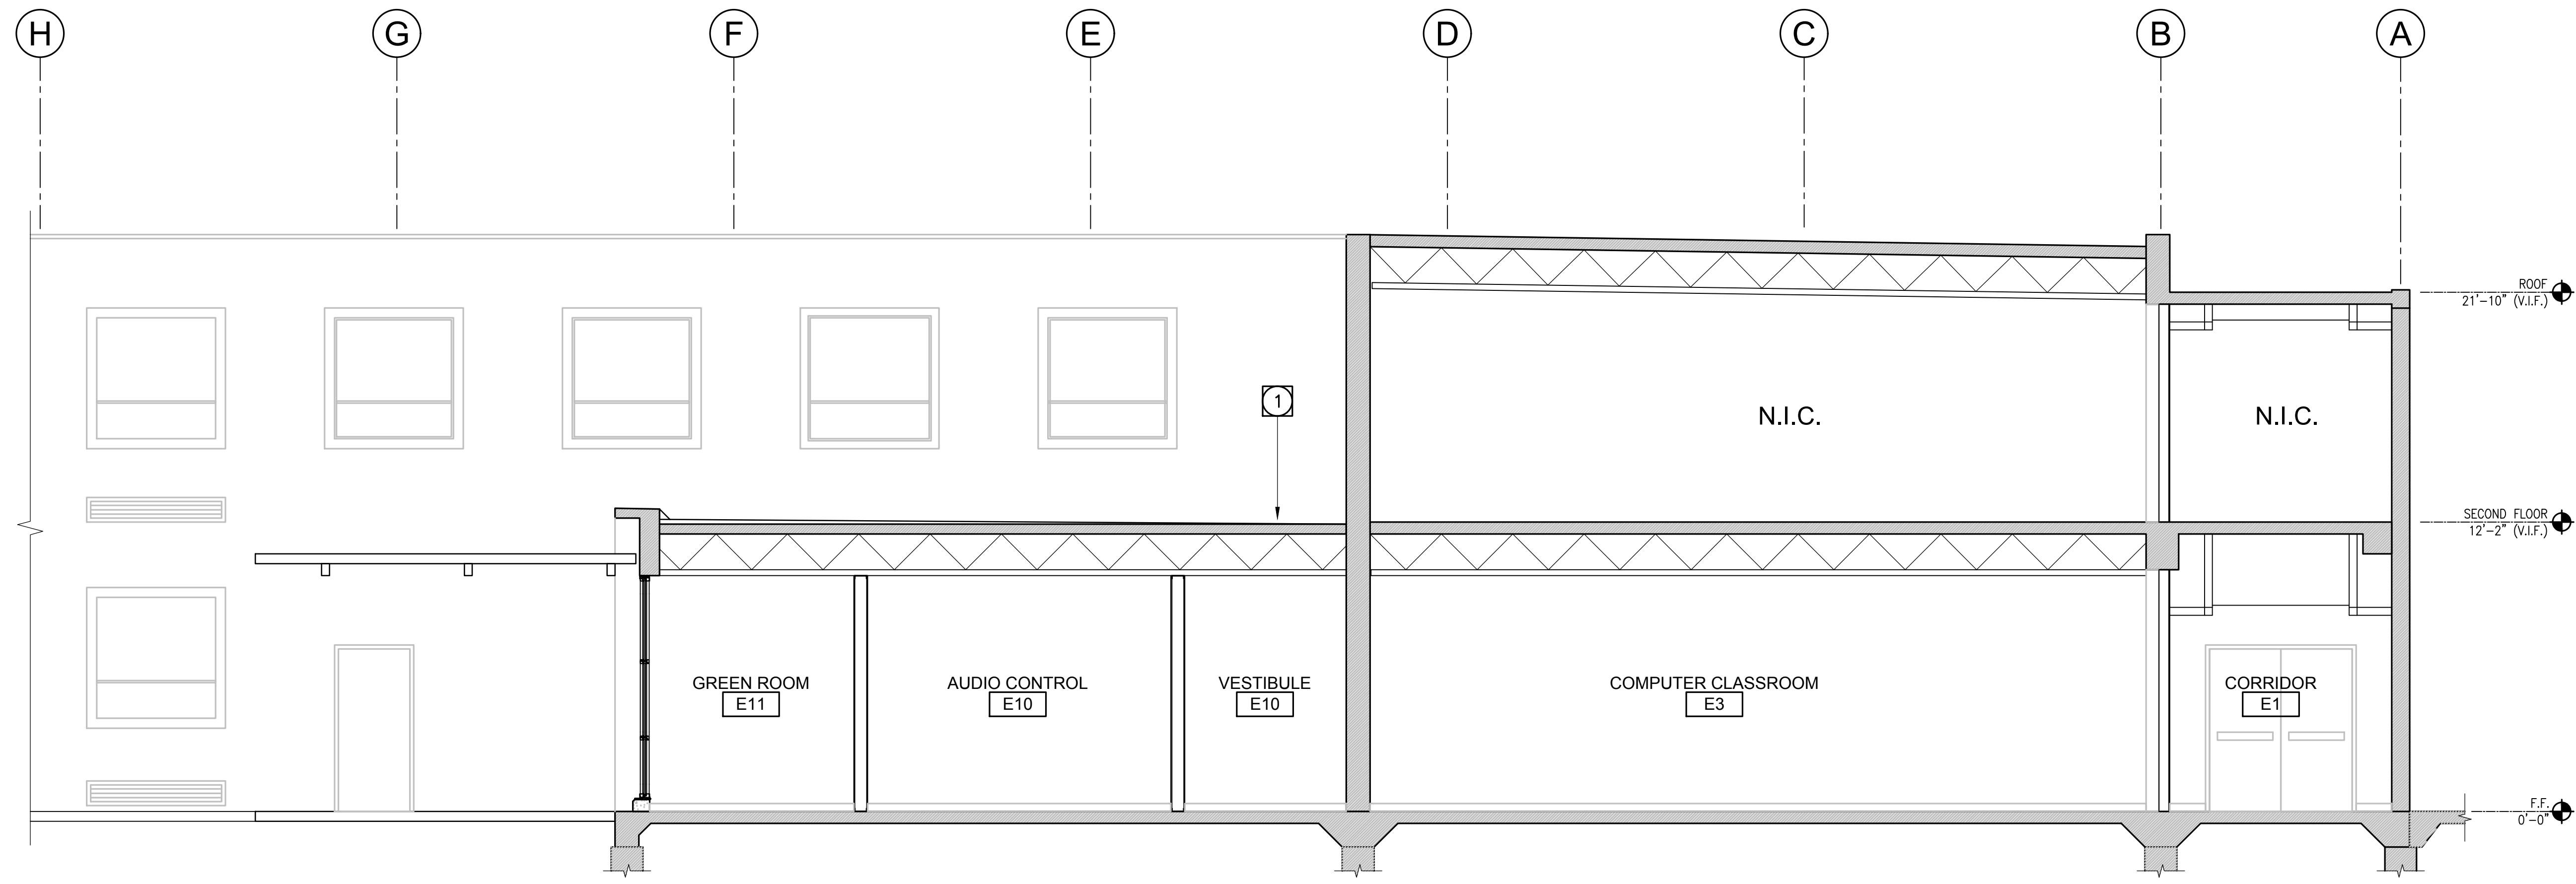 H
G
F
E
D
C
B
A
ROOF
21'-10" (V.I.F.)
1
N.I.C.
N.I.C.
SECOND FLOOR
12'-2" (V.I.F.)
GREEN ROOM
E11
AUDIO CONTROL
E10
VESTIBULE
E10
COMPUTER CLASSROOM
E3
CORRIDOR
E1
F.F.
0'-0"